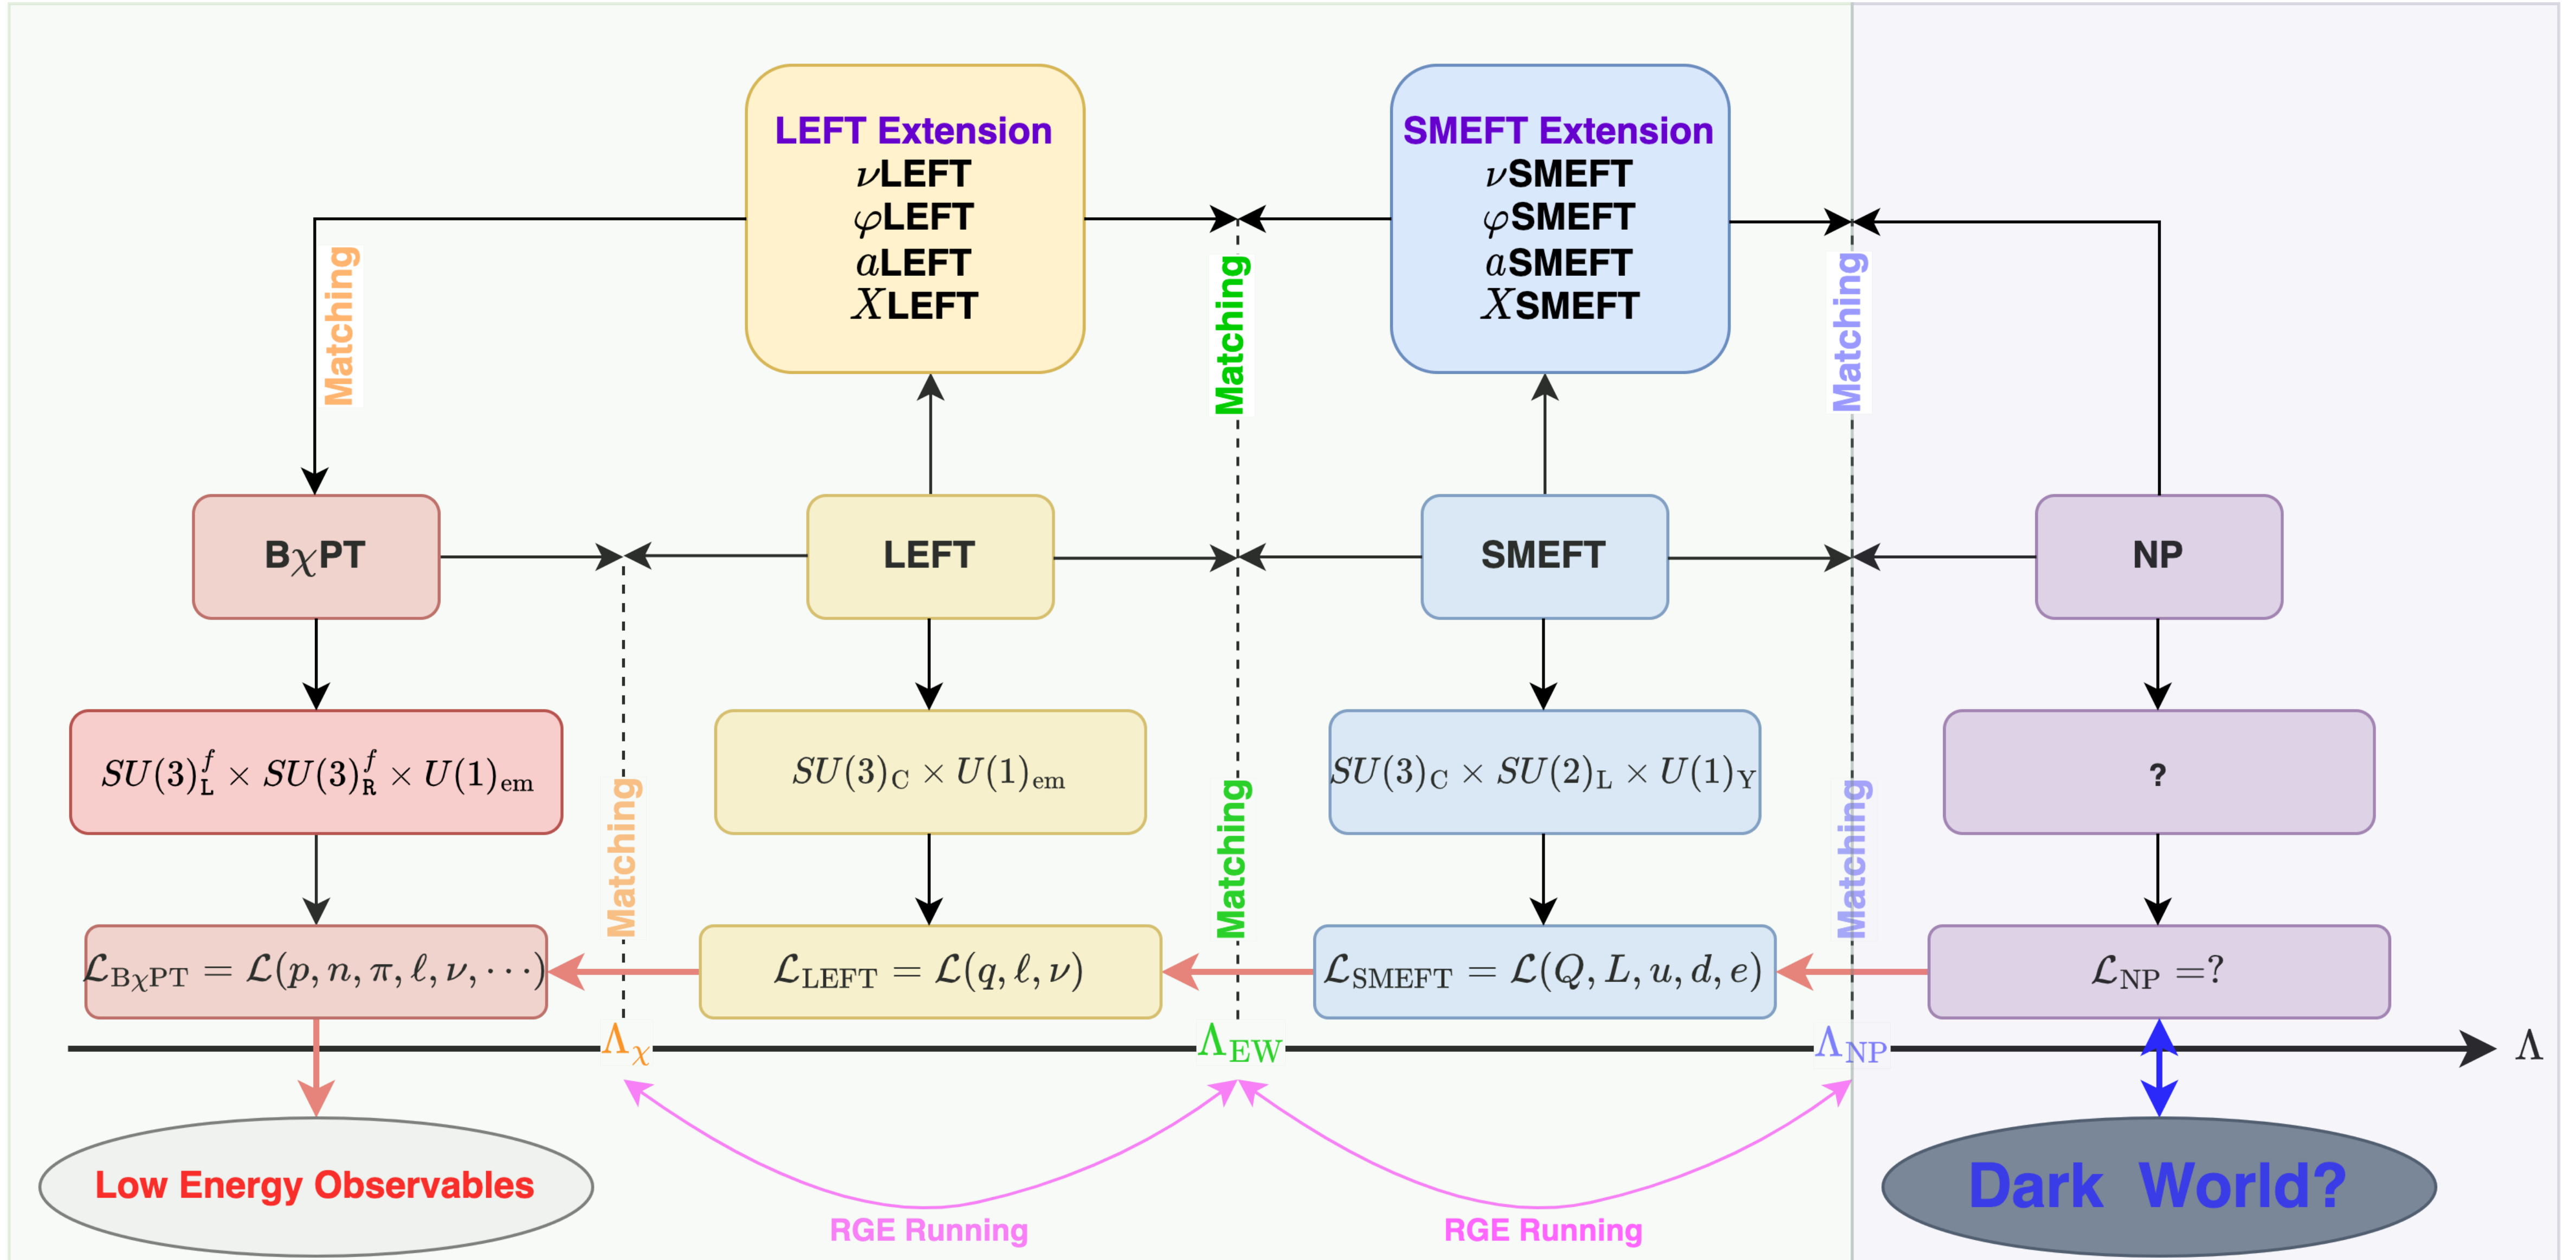 LEFT Extension
νLEFT
φLEFT
aLEFT
XLEFT
SMEFT Extension
νSMEFT
φSMEFT
aSMEFT
XSMEFT
Matching
Matching
Matching
BχPT
LEFT
SMEFT
NP
SU(3)_L^f × SU(3)_R^f × U(1)_em
SU(3)_C × U(1)_em
SU(3)_C × SU(2)_L × U(1)_Y
?
Matching
Matching
Matching
ℒ_BχPT = ℒ(p, n, π, ℓ, ν, ⋯)
ℒ_LEFT = ℒ(q, ℓ, ν)
ℒ_SMEFT = ℒ(Q, L, u, d, e)
ℒ_NP =?
Λ_χ
Λ_EW
Λ_NP
Λ
Low Energy Observables
RGE Running
RGE Running
Dark World?